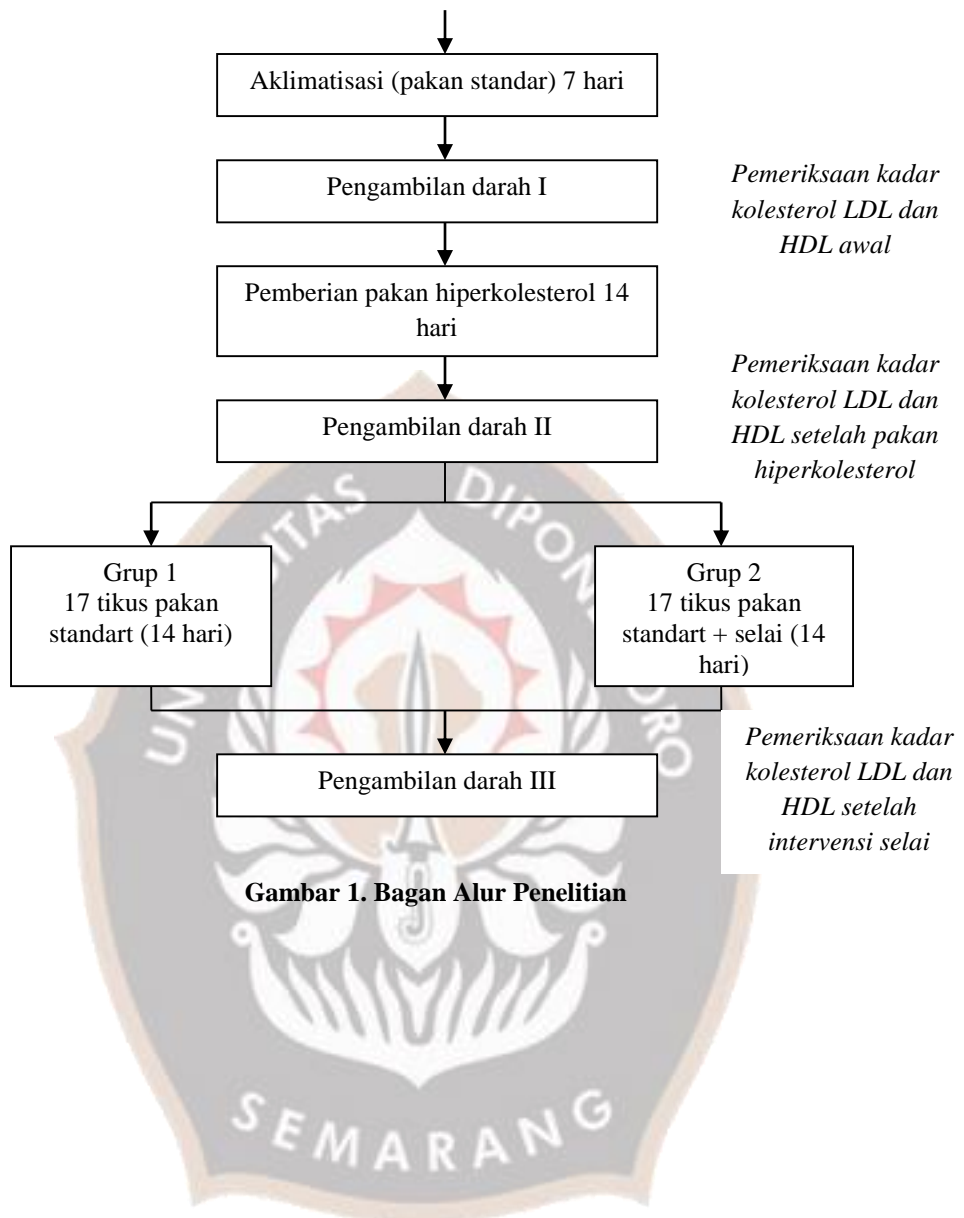 Aklimatisasi (pakan standar) 7 hari
Pengambilan darah I
Pemeriksaan kadar
kolesterol LDL dan
HDL awal
Pemberian pakan hiperkolesterol 14
hari
Pengambilan darah II
Pemeriksaan kadar
kolesterol LDL dan
HDL setelah pakan
hiperkolesterol
Grup 1
17 tikus pakan
standart (14 hari)
Grup 2
17 tikus pakan
standart + selai (14
hari)
Pengambilan darah III
Pemeriksaan kadar
kolesterol LDL dan
HDL setelah
intervensi selai
Gambar 1. Bagan Alur Penelitian
SEMARANG